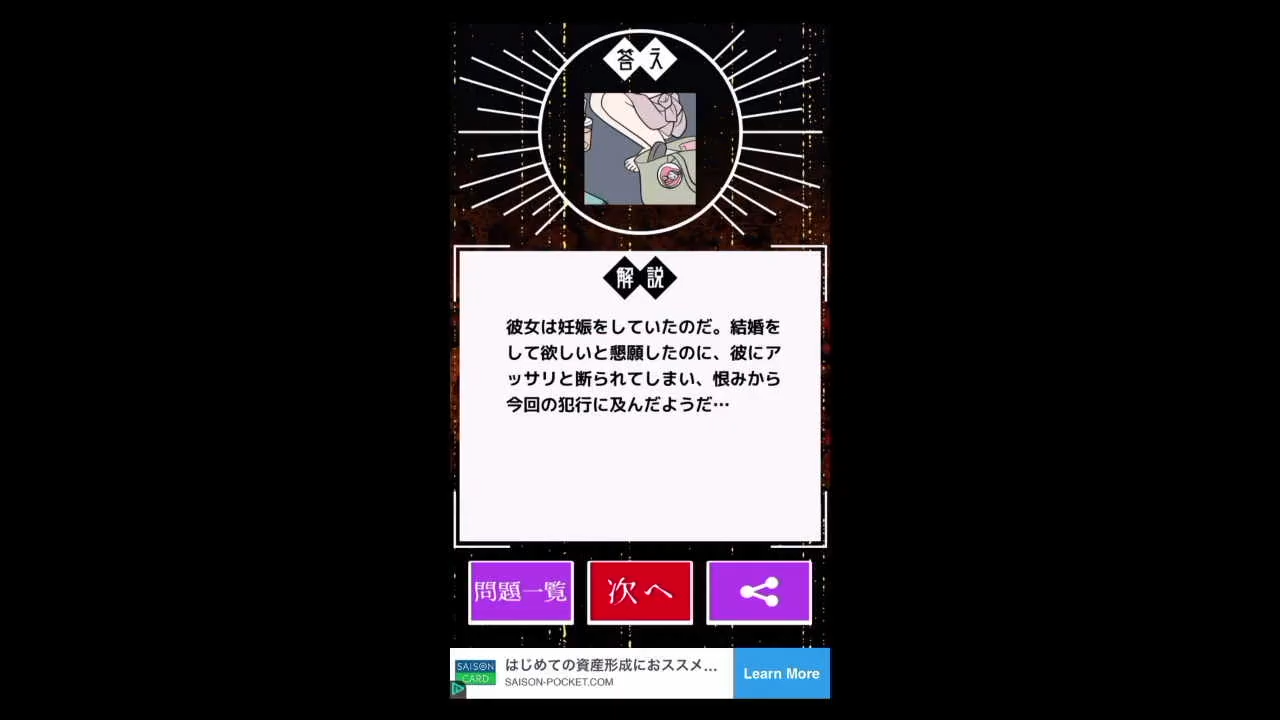 答え
解説
彼女は妊娠をしていたのだ。結婚を
して欲しいと懇願したのに、彼にア
ッサリと断られてしまい、恨みから
今回の犯行に及んだようだ…
問題一覧
次へ
SAISON
CARD
はじめての資産形成におススメ...
SAISON-POCKET.COM
Learn More